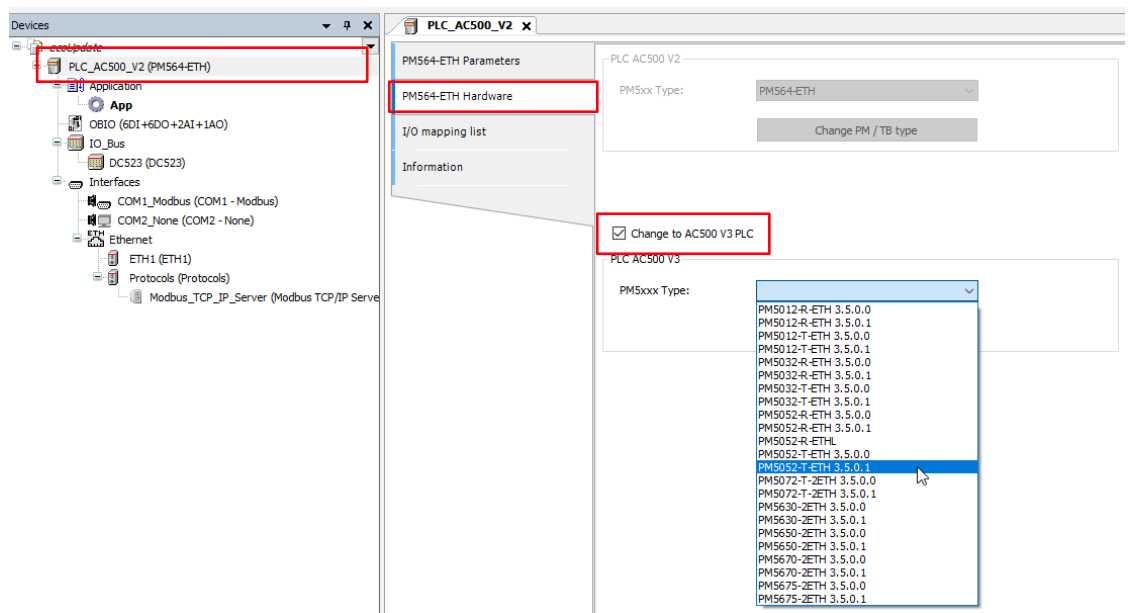 Devices
ecoUpdate
PLC_AC500_V2 (PM564-ETH)
Application
App
OBIO (6DI+6DO+2AI+1AO)
IO_Bus
DC523 (DC523)
Interfaces
COM1_Modbus (COM1 - Modbus)
COM2_None (COM2 - None)
Ethernet
ETH1 (ETH1)
Protocols (Protocols)
Modbus_TCP_IP_Server (Modbus TCP/IP Serve
PLC_AC500_V2
PM564-ETH Parameters
PM564-ETH Hardware
I/O mapping list
Information
PLC AC500 V2
PM5xx Type:
PM564-ETH
Change PM / TB type
Change to AC500 V3 PLC
PLC AC500 V3
PM5xxx Type:
PM5012-R-ETH 3.5.0.0
PM5012-R-ETH 3.5.0.1
PM5012-T-ETH 3.5.0.0
PM5012-T-ETH 3.5.0.1
PM5032-R-ETH 3.5.0.0
PM5032-R-ETH 3.5.0.1
PM5032-T-ETH 3.5.0.0
PM5032-T-ETH 3.5.0.1
PM5052-R-ETH 3.5.0.0
PM5052-R-ETH 3.5.0.1
PM5052-R-ETHL
PM5052-T-ETH 3.5.0.0
PM5052-T-ETH 3.5.0.1
PM5072-T-2ETH 3.5.0.0
PM5072-T-2ETH 3.5.0.1
PM5630-2ETH 3.5.0.0
PM5630-2ETH 3.5.0.1
PM5650-2ETH 3.5.0.0
PM5650-2ETH 3.5.0.1
PM5670-2ETH 3.5.0.0
PM5670-2ETH 3.5.0.1
PM5675-2ETH 3.5.0.0
PM5675-2ETH 3.5.0.1